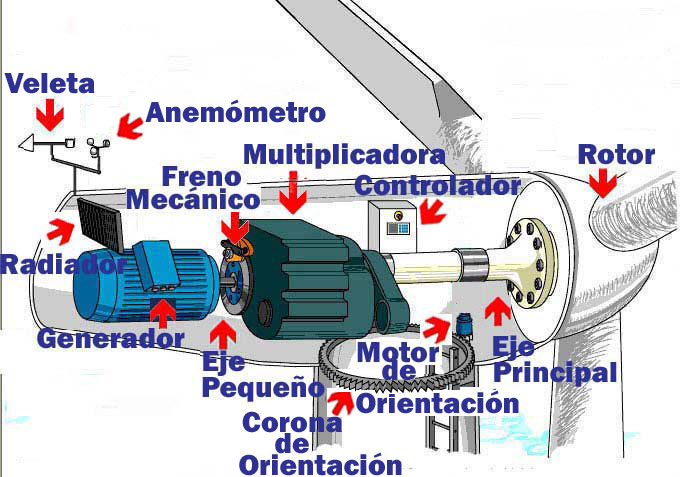 Veleta
Anemómetro
Multiplicadora
Rotor
Freno
Mecánico
Controlador
Radiador
Generador
Eje
Pequeño
Motor
de
Orientación
Eje
Principal
Corona
de
Orientación